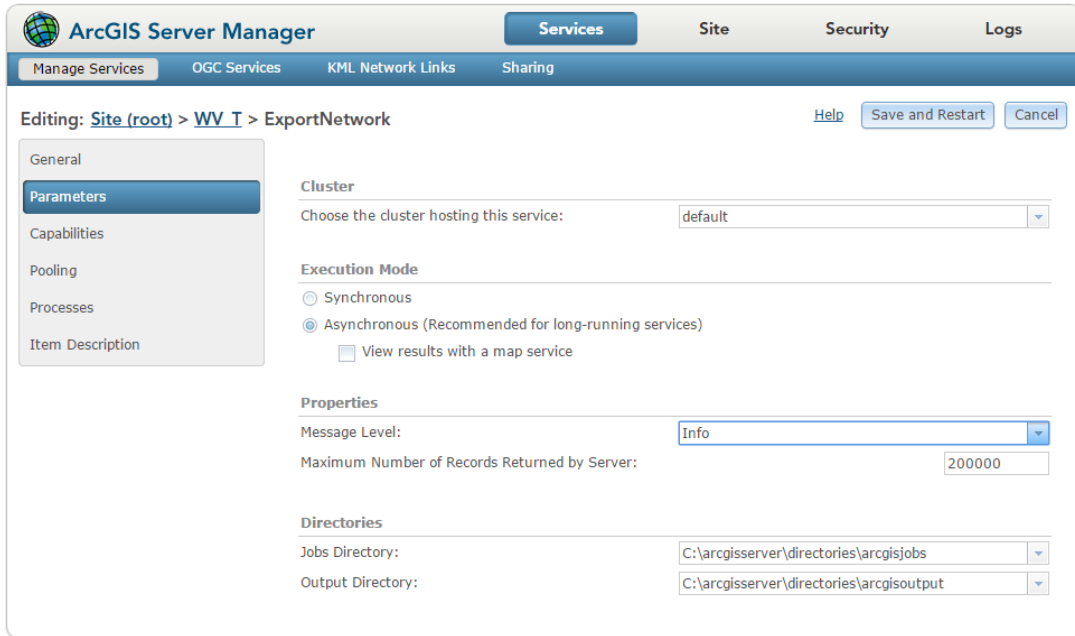 ArcGIS Server Manager
Services Site Security Logs
Manage Services OGC Services KML Network Links Sharing
Editing: Site (root) > WV_T > ExportNetwork
Help Save and Restart Cancel
General
Parameters
Capabilities
Pooling
Processes
Item Description
Cluster
Choose the cluster hosting this service: default
Execution Mode
Synchronous
Asynchronous (Recommended for long-running services)
View results with a map service
Properties
Message Level: Info
Maximum Number of Records Returned by Server: 200000
Directories
Jobs Directory: C:\arcgisserver\directories\arcgisjobs
Output Directory: C:\arcgisserver\directories\arcgisoutput